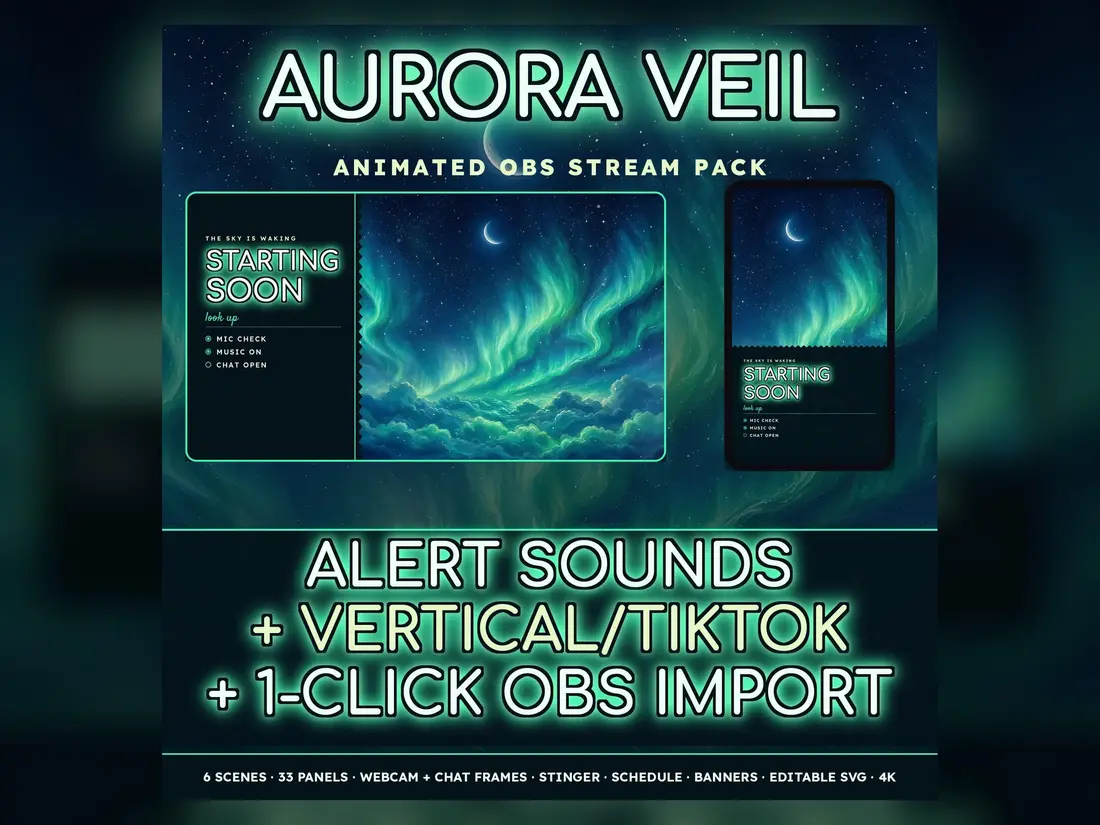 AURORA VEIL
ANIMATED OBS STREAM PACK
THE SKY IS WAKING
STARTING
SOON
look up
MIC CHECK
MUSIC ON
CHAT OPEN
THE SKY IS WAKING
STARTING
SOON
look up
MIC CHECK
MUSIC ON
CHAT OPEN
ALERT SOUNDS
+ VERTICAL/TIKTOK
+ 1-CLICK OBS IMPORT
6 SCENES · 33 PANELS · WEBCAM + CHAT FRAMES · STINGER · SCHEDULE · BANNERS · EDITABLE SVG · 4K